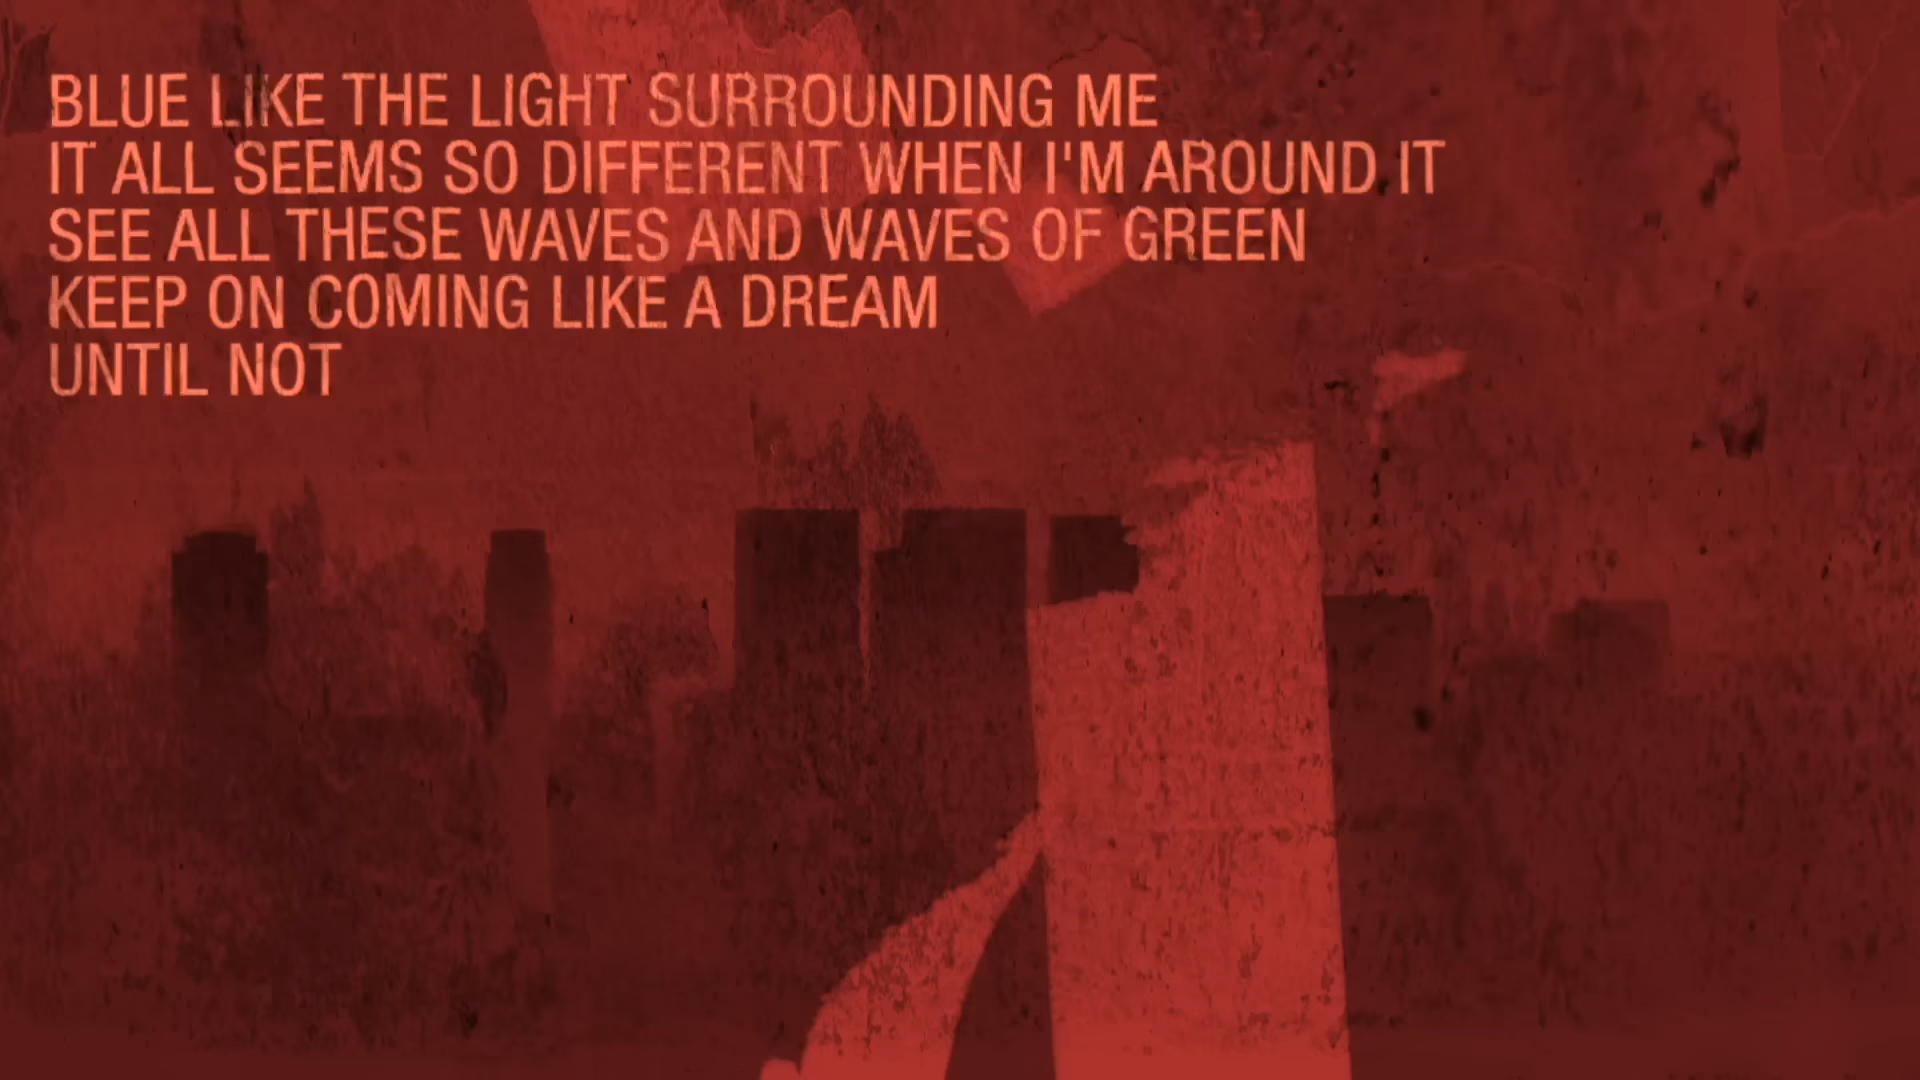 BLUE LIKE THE LIGHT SURROUNDING ME
IT ALL SEEMS SO DIFFERENT WHEN I'M AROUND IT
SEE ALL THESE WAVES AND WAVES OF GREEN
KEEP ON COMING LIKE A DREAM
UNTIL NOT